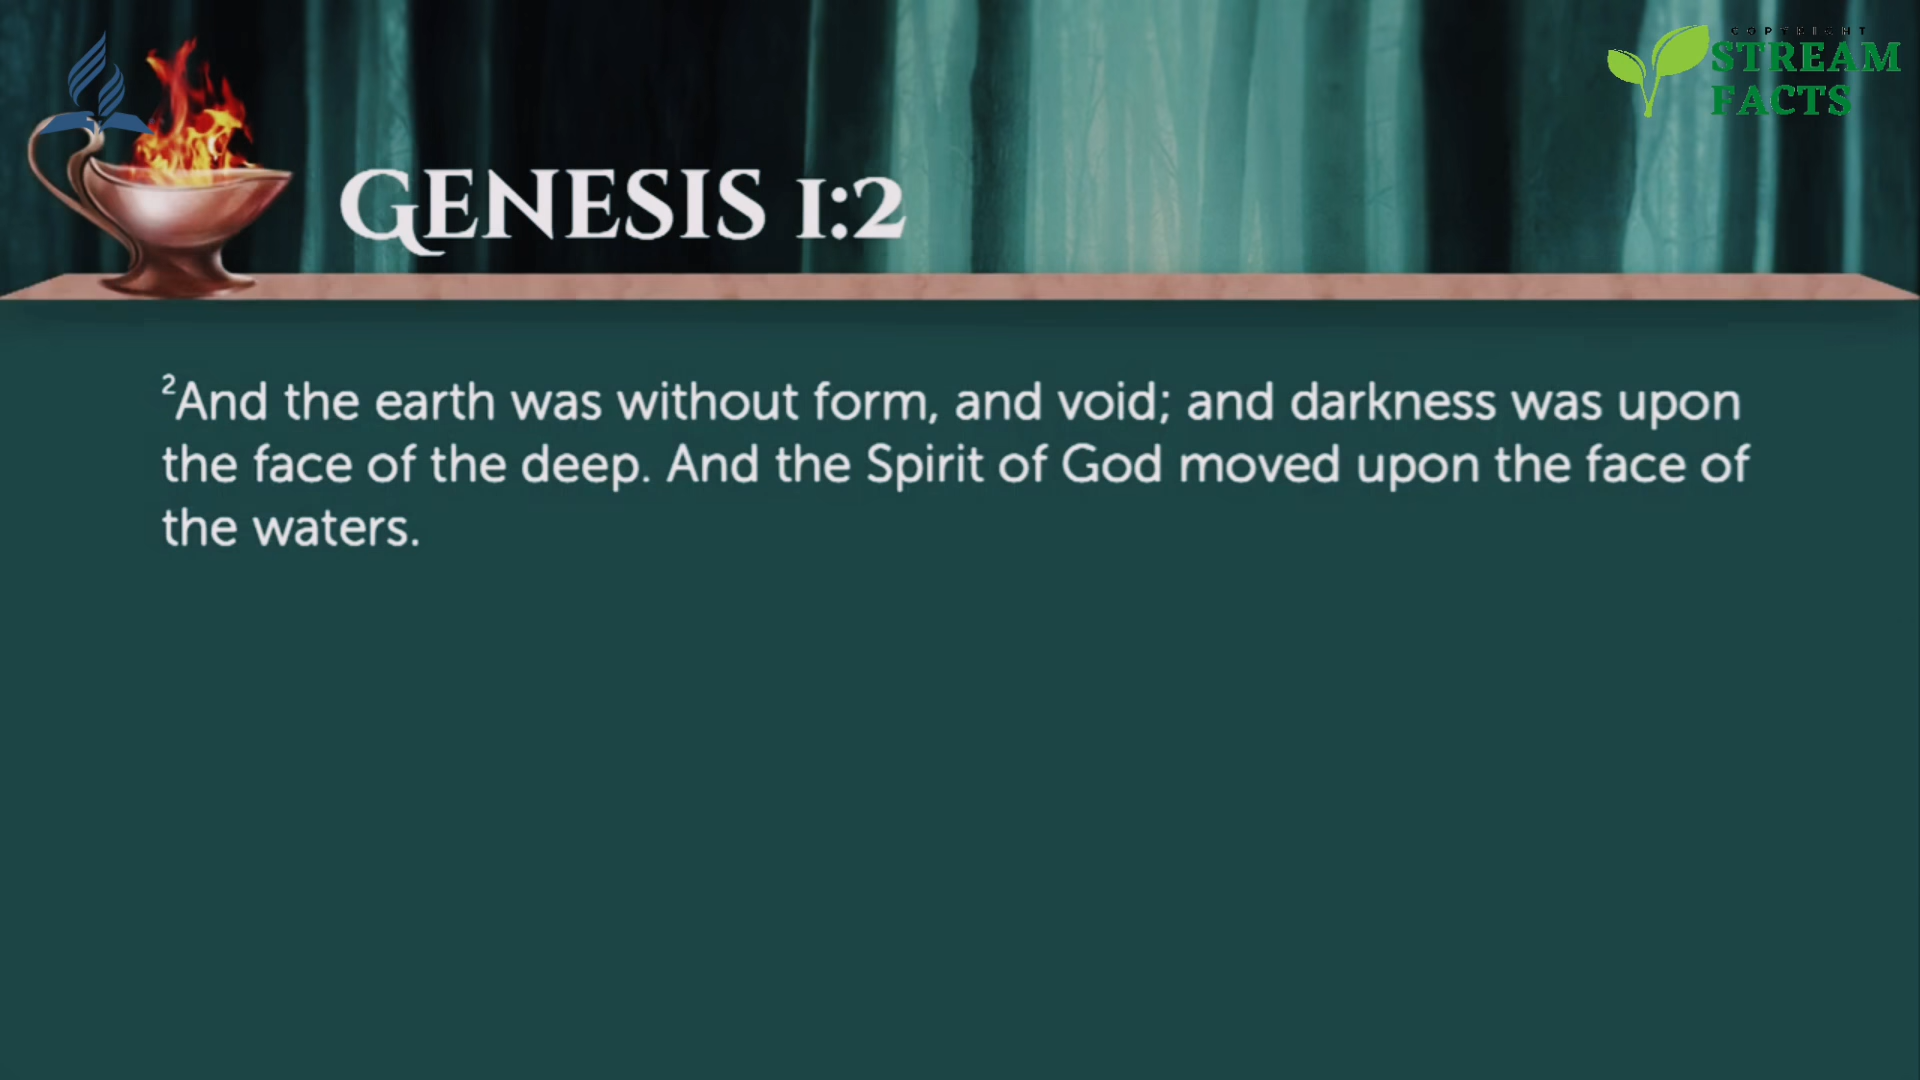 COPYRIGHT
STREAM
FACTS
GENESIS 1:2
²And the earth was without form, and void; and darkness was upon
the face of the deep. And the Spirit of God moved upon the face of
the waters.